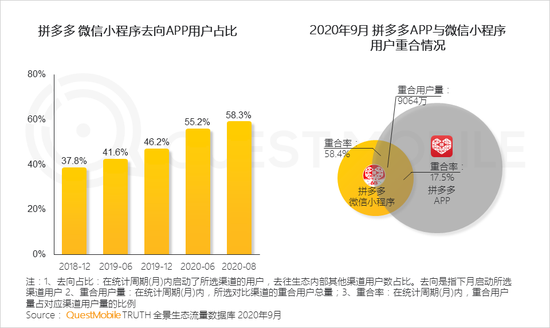 拼多多 微信小程序去向APP用户占比
80%
60%
40%
20%
0%
37.8%
41.6%
46.2%
55.2%
58.3%
2018-12
2019-06
2019-12
2020-06
2020-08
2020年9月 拼多多APP与微信小程序
用户重合情况
重合用户量：
9064万
重合率：
58.4%
拼多多
微信小程序
重合率：
17.5%
拼多多
APP
QUESTMOBILE
注：1、去向占比：在统计周期(月)内启动了所选渠道的用户，去往生态内部其他渠道用户数占比。去向是指下月启动所选
渠道用户 2、重合用户量：在统计周期(月)内，所选对比渠道的重合用户总量；3、重合率：在统计周期(月)内，重合用户
量占对应渠道用户量的比例
Source： QuestMobile TRUTH 全景生态流量数据库 2020年9月